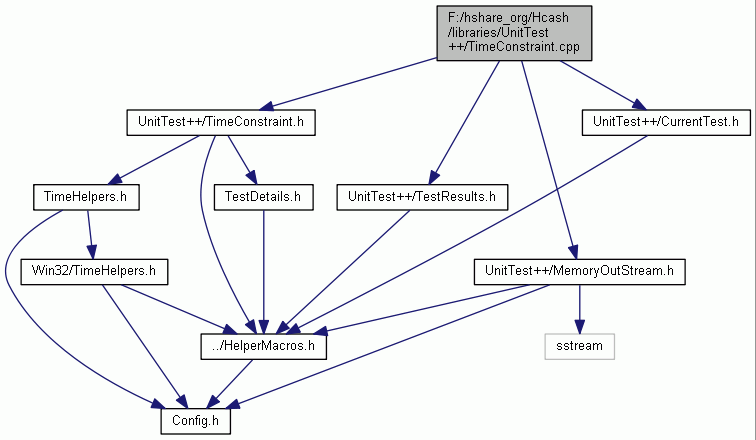 F:/hshare_org/Hcash
/libraries/UnitTest
++/TimeConstraint.cpp
UnitTest++/TimeConstraint.h
UnitTest++/CurrentTest.h
TimeHelpers.h
TestDetails.h
UnitTest++/TestResults.h
Win32/TimeHelpers.h
UnitTest++/MemoryOutStream.h
../HelperMacros.h
sstream
Config.h